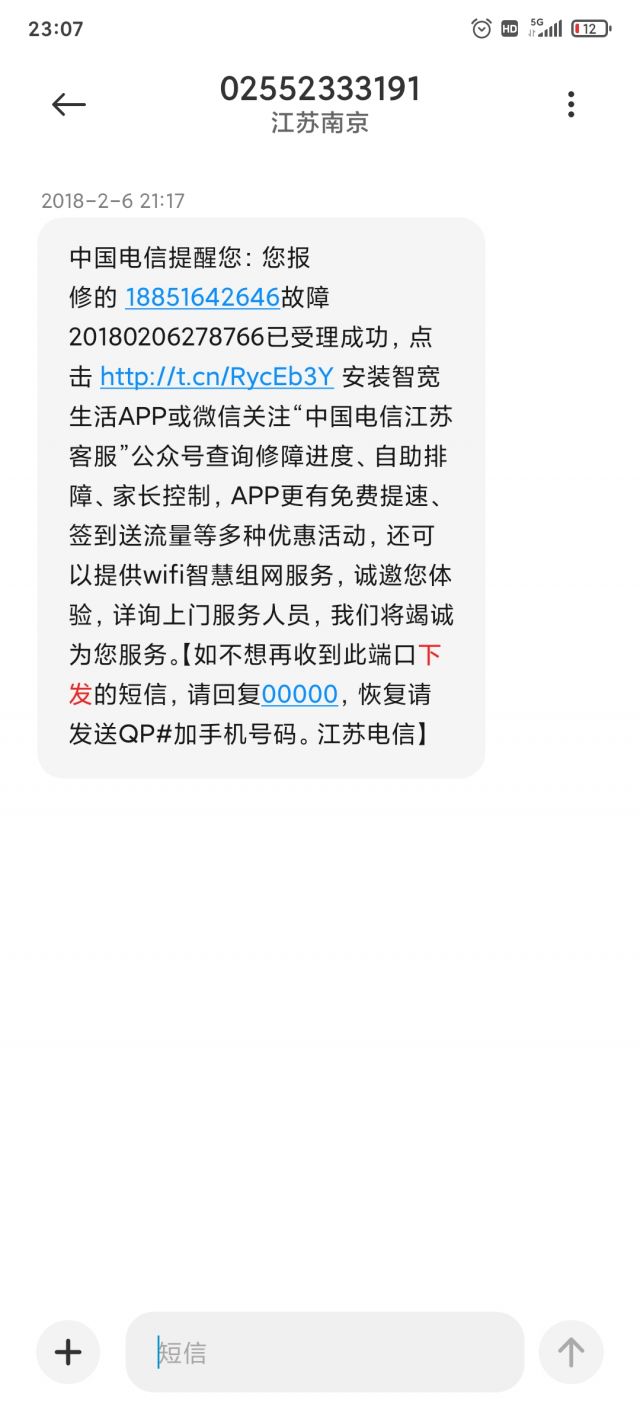 23:07
HD 5G 12
02552333191
江苏南京
2018-2-6 21:17
中国电信提醒您：您报
修的 18851642646故障
20180206278766已受理成功，点
击 http://t.cn/RycEb3Y 安装智宽
生活APP或微信关注“中国电信江苏
客服”公众号查询修障进度、自助排
障、家长控制，APP更有免费提速、
签到送流量等多种优惠活动，还可
以提供wifi智慧组网服务，诚邀您体
验，详询上门服务人员，我们将竭诚
为您服务。【如不想再收到此端口下
发的短信，请回复00000，恢复请
发送QP#加手机号码。江苏电信】
短信